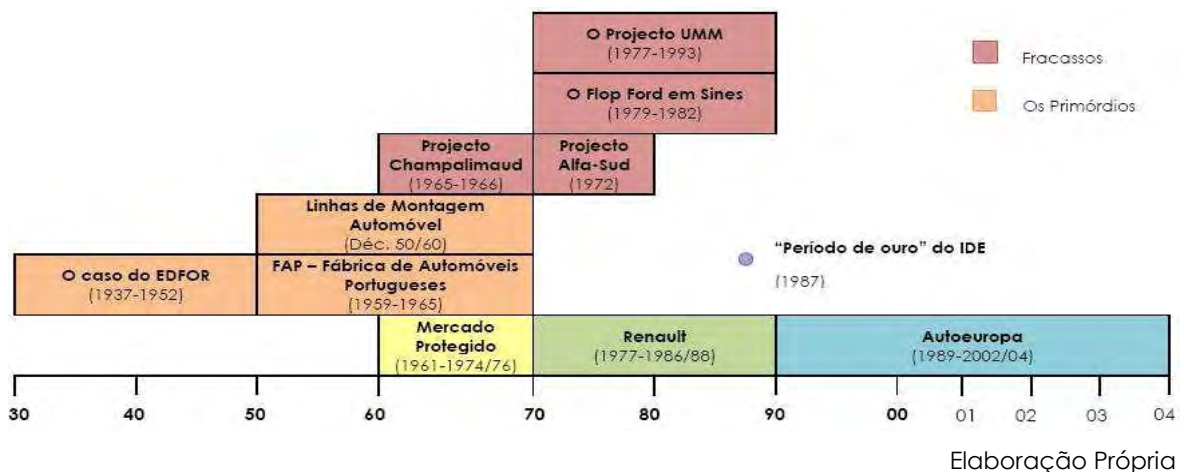 O Projecto UMM
(1977-1993)
O Flop Ford em Sines
(1979-1982)
Fracassos
Os Primórdios
Projecto
Champalimaud
(1965-1966)
Projecto
Alfa-Sud
(1972)
Linhas de Montagem
Automóvel
(Déc. 50/60)
O caso do EDFOR
(1937-1952)
FAP – Fábrica de Automóveis
Portugueses
(1959-1965)
"Período de ouro" do IDE
(1987)
Mercado
Protegido
(1961-1974/76)
Renault
(1977-1986/88)
Autoeuropa
(1989-2002/04)
30 40 50 60 70 80 90 00 01 02 03 04
Elaboração Própria